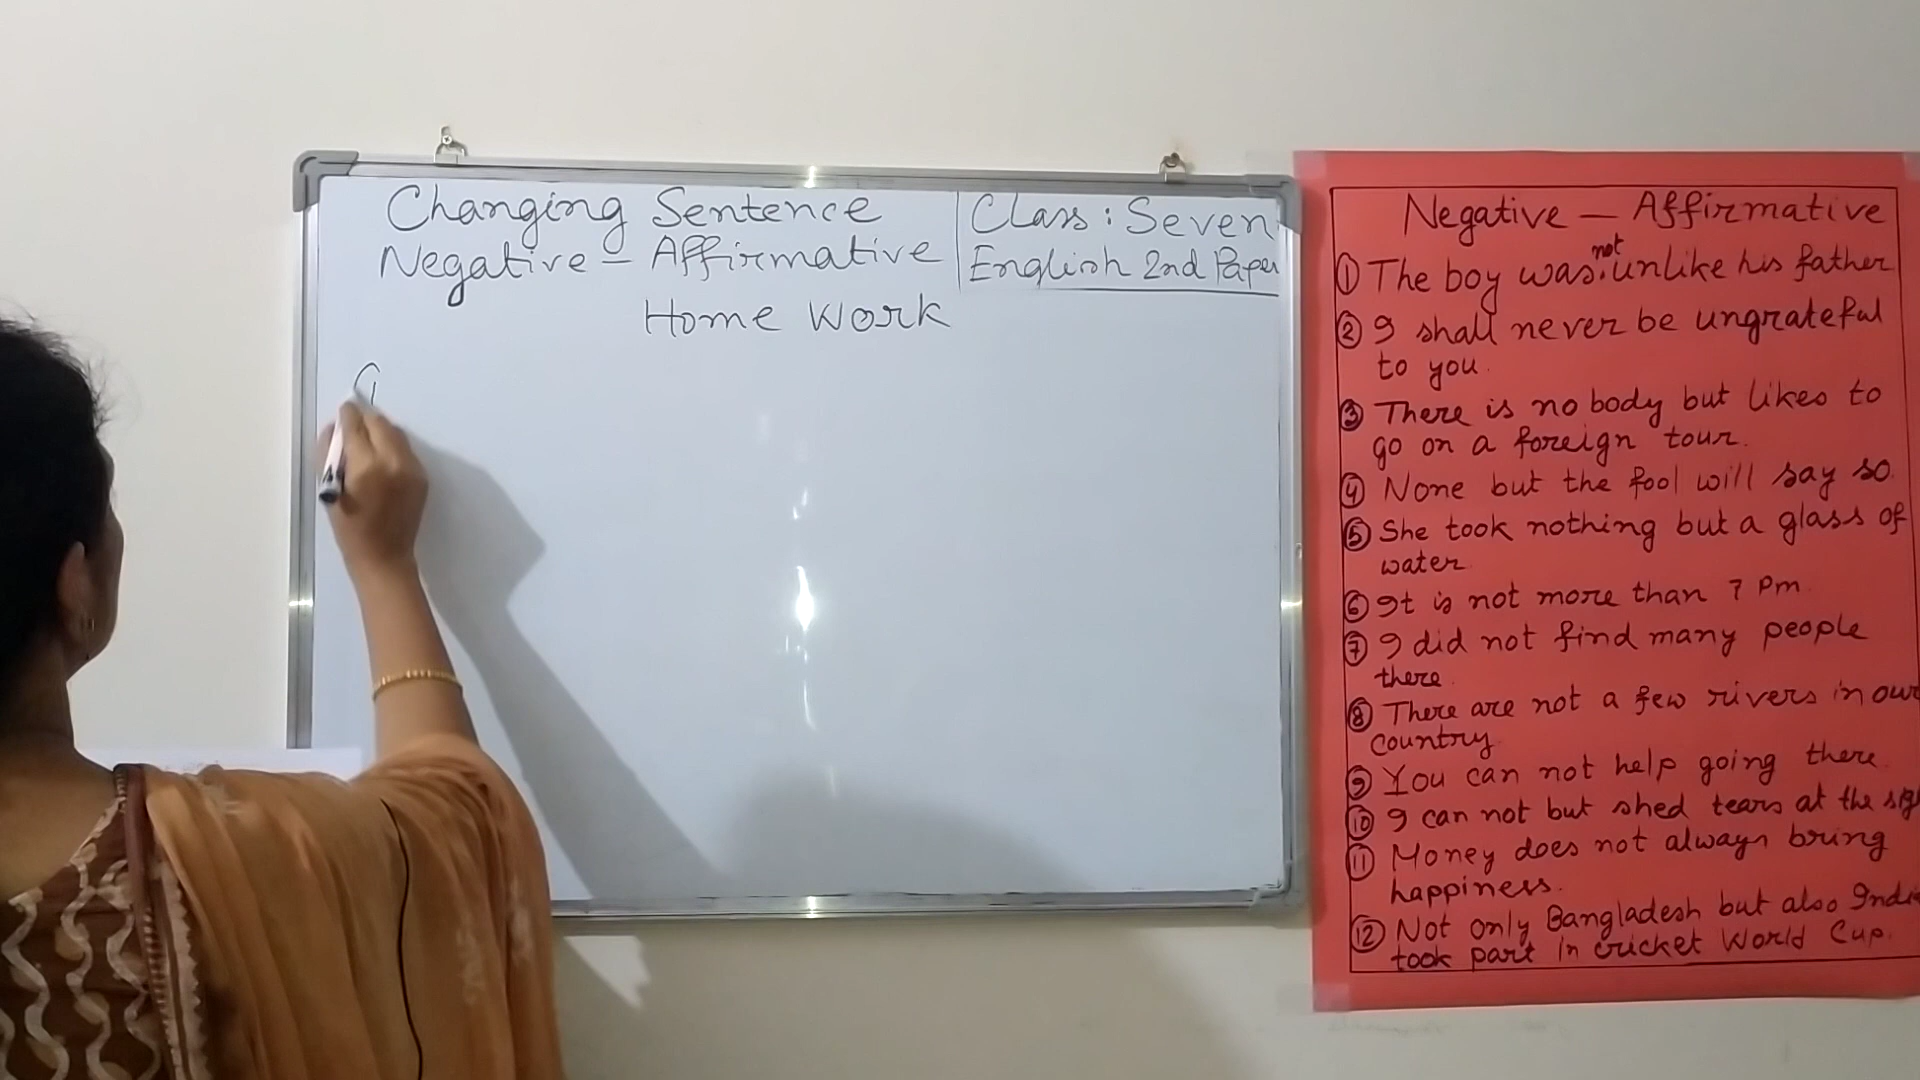 Changing Sentence
Negative - Affirmative
Home Work
Class: Seven
English 2nd Paper
Negative - Affirmative
not
① The boy was unlike his father
② I shall never be ungrateful
to you.
③ There is no body but likes to
go on a foreign tour.
④ None but the fool will say so.
⑤ She took nothing but a glass of
water.
⑥ It is not more than 7 Pm.
⑦ I did not find many people
there.
⑧ There are not a few rivers in our
country
⑨ You can not help going there.
⑩ I can not but shed tears at the
⑪ Money does not always bring
happiness.
⑫ Not only Bangladesh but also India
took part in cricket World Cup.